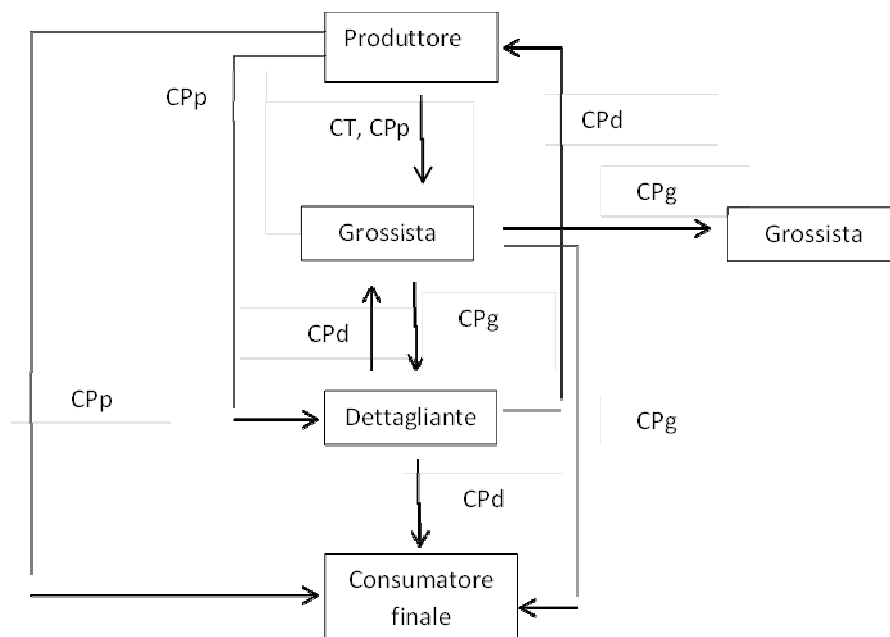 Produttore
CPp
CT, CPp
CPd
CPg
Grossista
Grossista
CPd
CPg
CPp
Dettagliante
CPg
CPd
Consumatore
finale